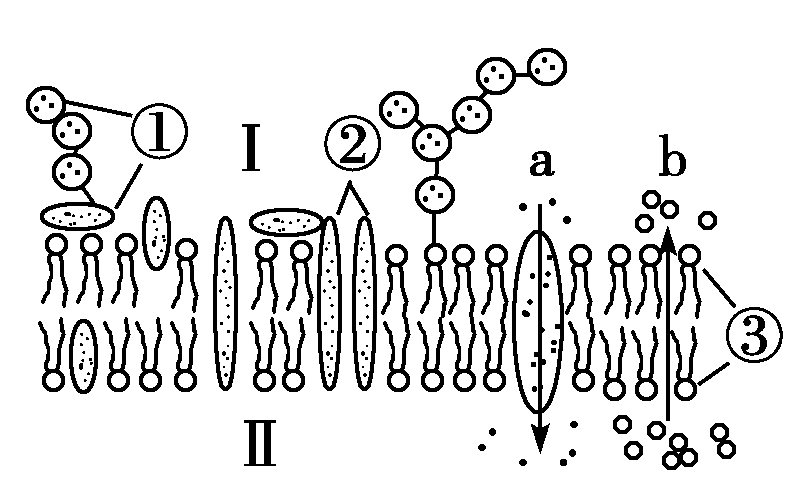 ①
Ⅰ
②
a
b
③
Ⅱ